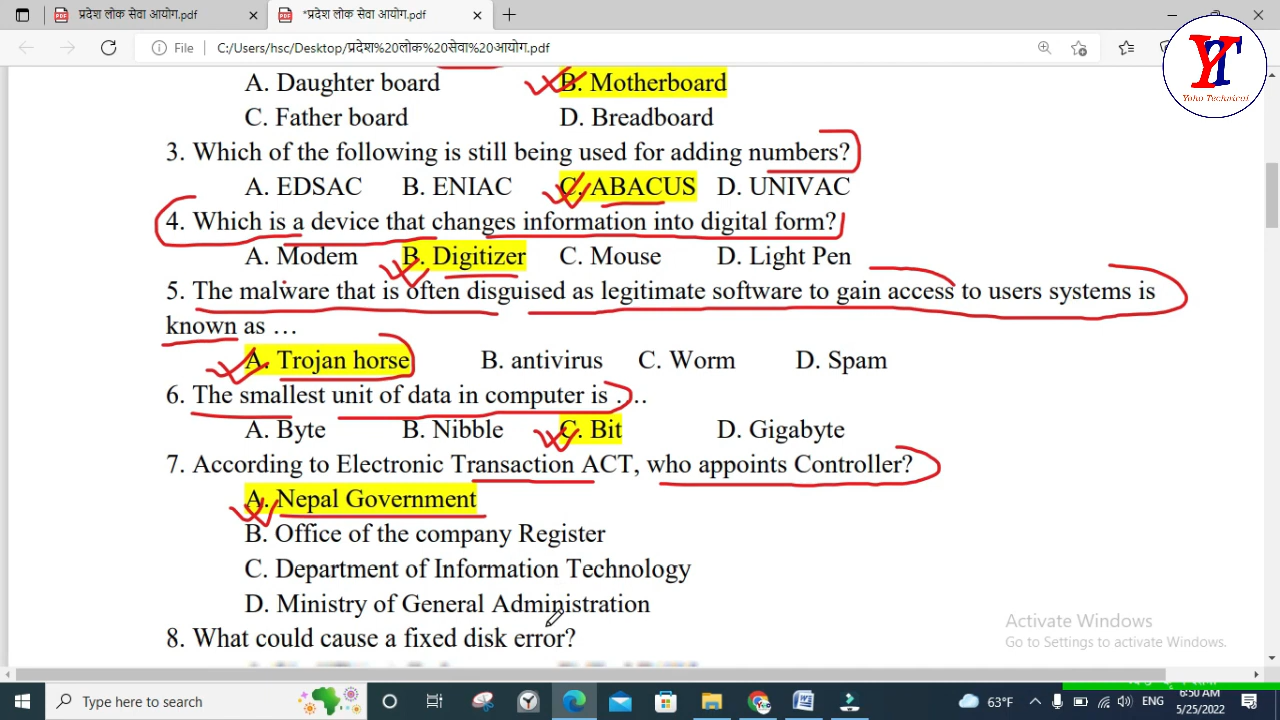 प्रदेश लोक सेवा आयोग.pdf
*प्रदेश लोक सेवा आयोग.pdf
File C:/Users/hsc/Desktop/प्रदेश%20लोक%20सेवा%20आयोग.pdf
YT
Yoho Technical
A. Daughter board B. Motherboard
C. Father board D. Breadboard
3. Which of the following is still being used for adding numbers?
A. EDSAC B. ENIAC C. ABACUS D. UNIVAC
4. Which is a device that changes information into digital form?
A. Modem B. Digitizer C. Mouse D. Light Pen
5. The malware that is often disguised as legitimate software to gain access to users systems is
known as …
A. Trojan horse B. antivirus C. Worm D. Spam
6. The smallest unit of data in computer is ….
A. Byte B. Nibble C. Bit D. Gigabyte
7. According to Electronic Transaction ACT, who appoints Controller?
A. Nepal Government
B. Office of the company Register
C. Department of Information Technology
D. Ministry of General Administration
8. What could cause a fixed disk error?
Activate Windows
Go to Settings to activate Windows.
Type here to search
63°F
ENG
6:50 AM
5/25/2022